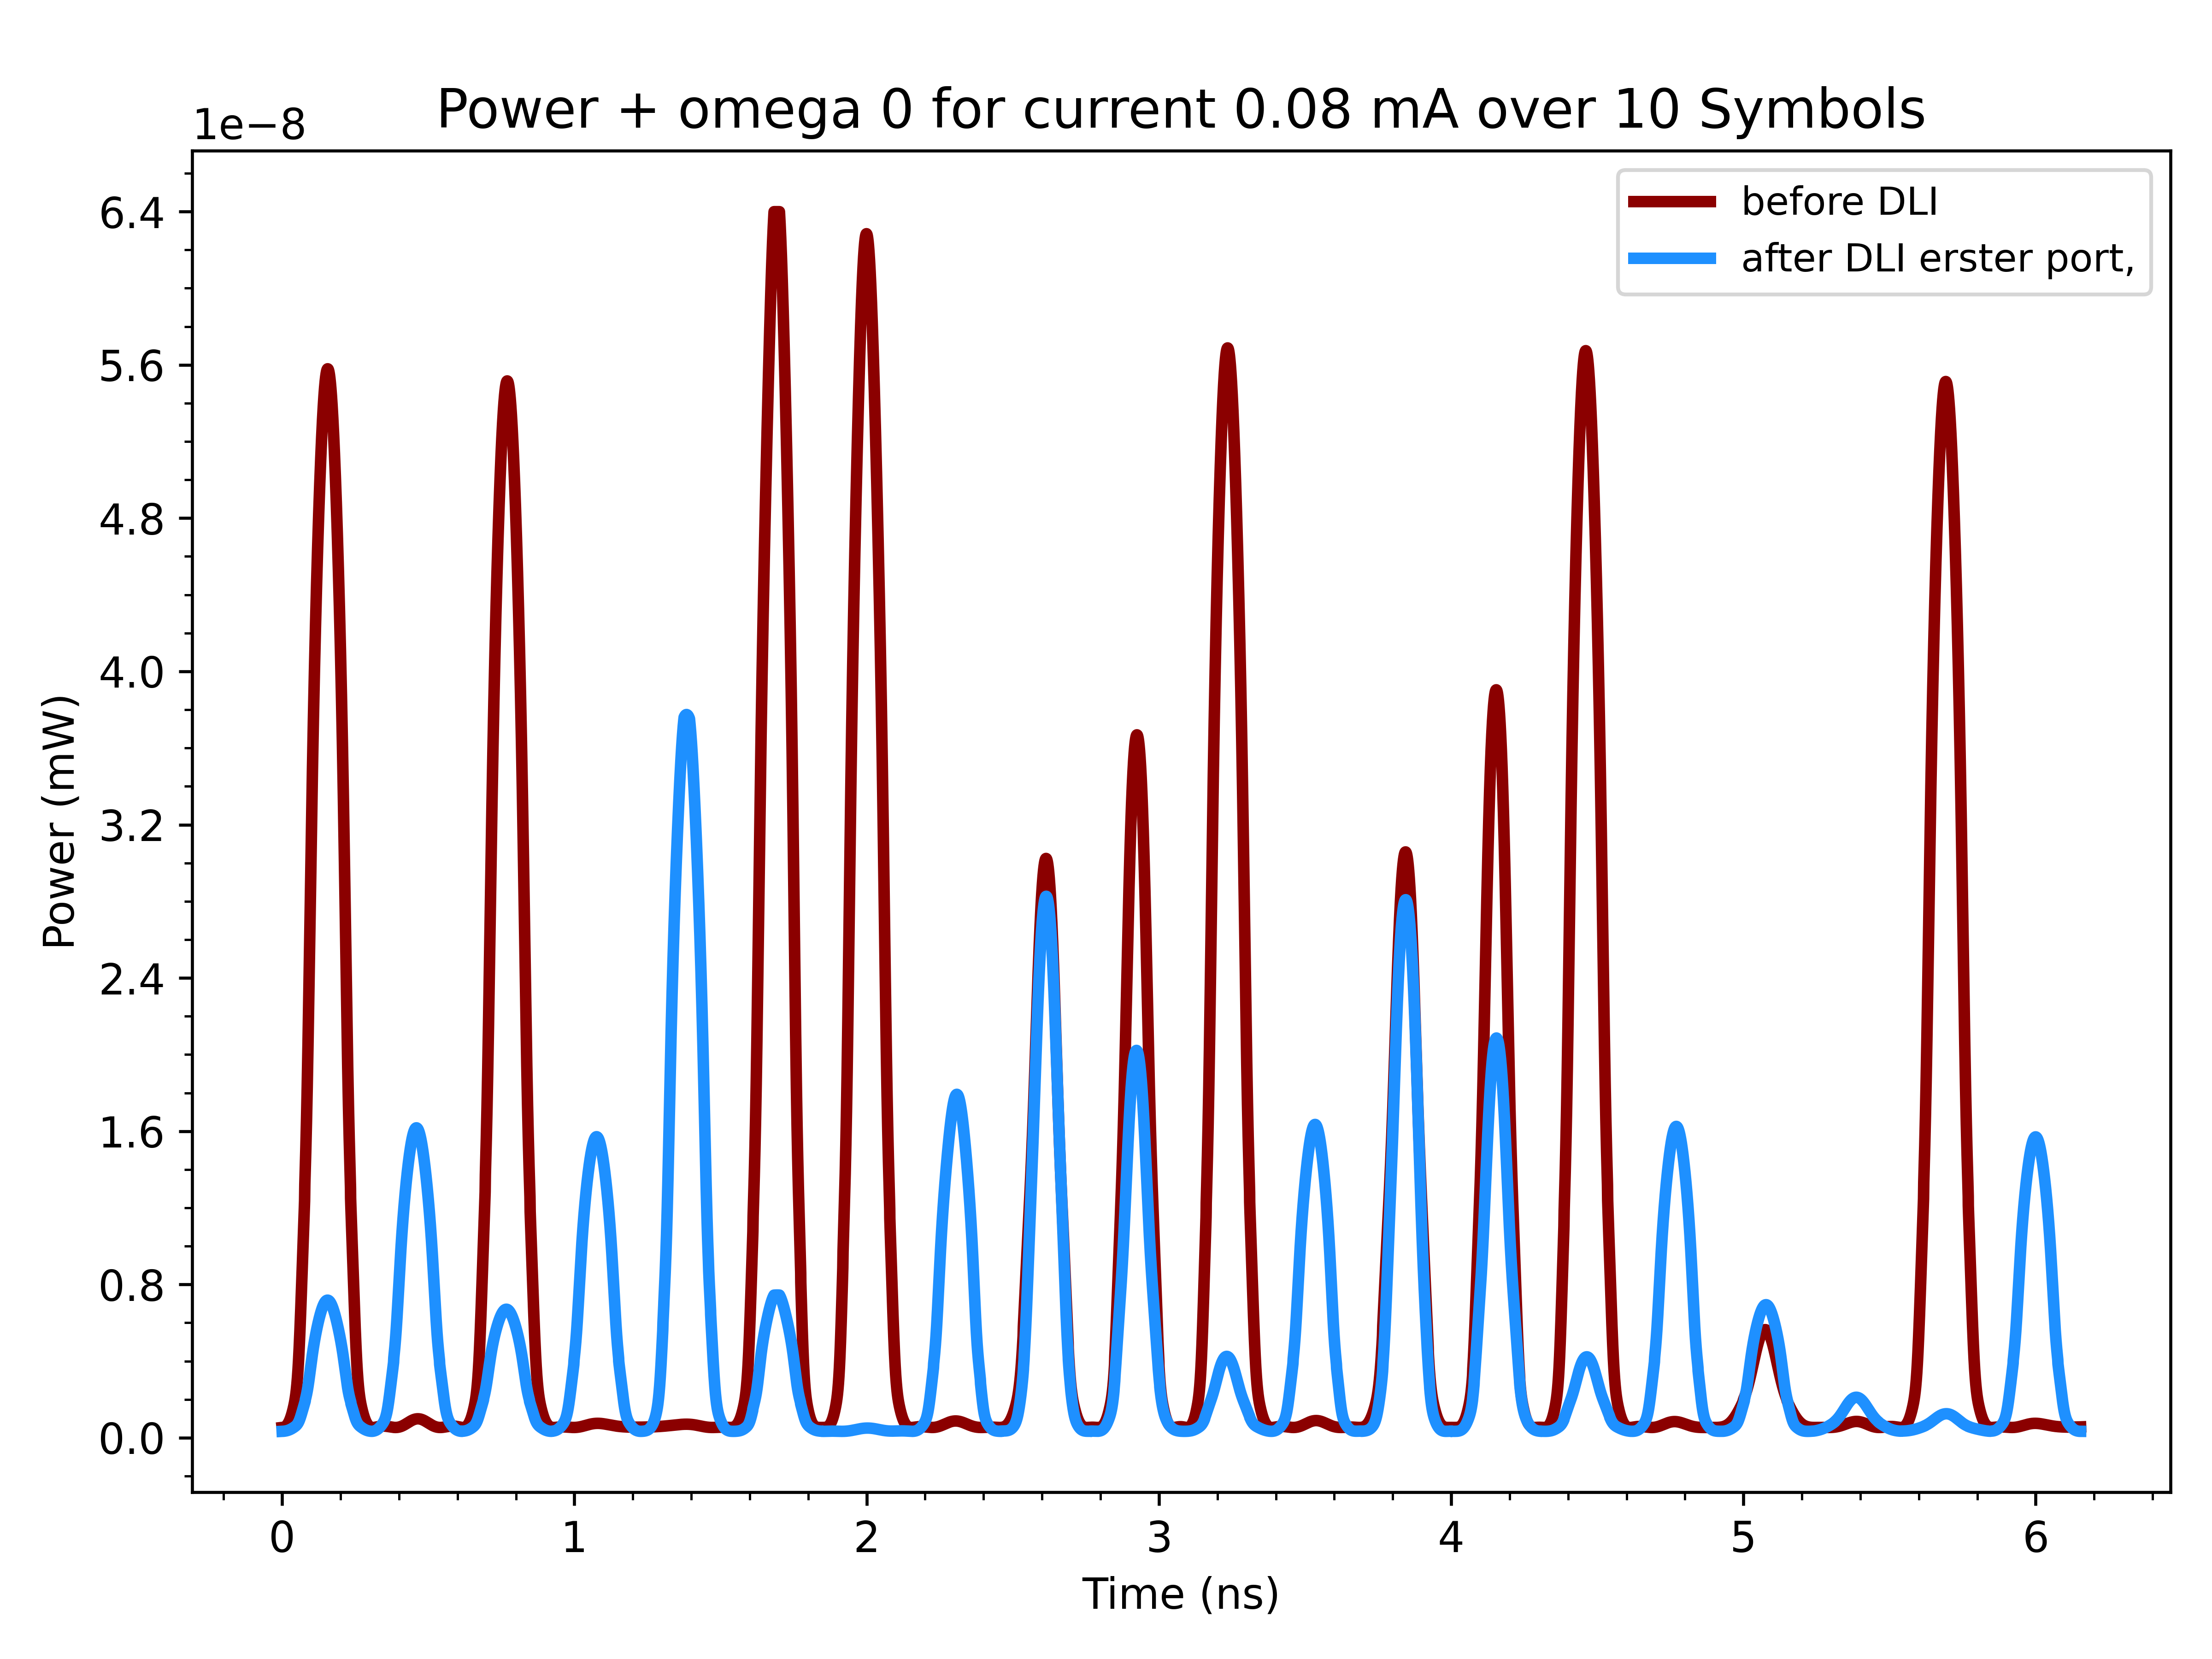 Power + omega 0 for current 0.08 mA over 10 Symbols
1e−8
before DLI
after DLI erster port,
6.4
5.6
4.8
4.0
3.2
2.4
1.6
0.8
0.0
Power (mW)
0 1 2 3 4 5 6
Time (ns)